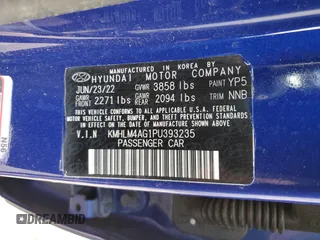 MANUFACTURED IN KOREA BY
HYUNDAI MOTOR COMPANY
JUN/23/22 GVWR 3858 lbs PAINT YP5
GAWR FRONT 2271 lbs GAWR REAR 2094 lbs TRIM NNB
THIS VEHICLE CONFORMS TO ALL APPLICABLE U.S.A. FEDERAL MOTOR VEHICLE SAFETY, BUMPER, AND THEFT PREVENTION STANDARDS IN EFFECT ON THE DATE OF MANUFACTURE SHOWN ABOVE.
V.I.N KMHLM4AG1PU393235
PASSENGER CAR
N56
DREAMBID